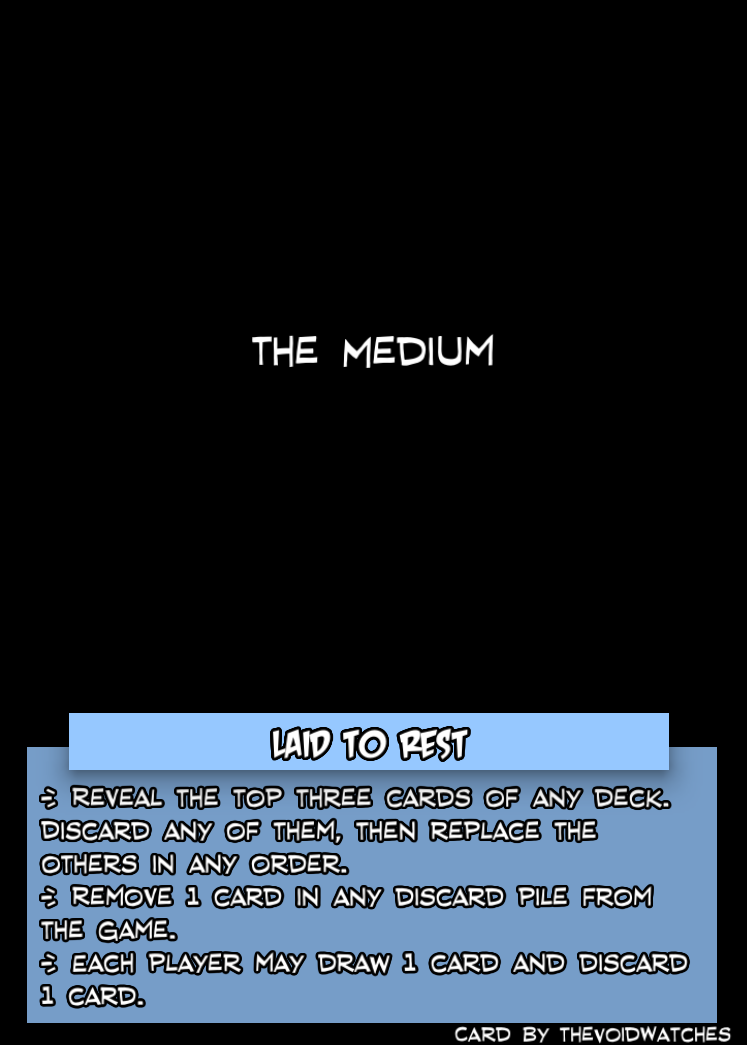 THE MEDIUM
LAID TO REST
-> REVEAL THE TOP THREE CARDS OF ANY DECK.
DISCARD ANY OF THEM, THEN REPLACE THE
OTHERS IN ANY ORDER.
-> REMOVE 1 CARD IN ANY DISCARD PILE FROM
THE GAME.
-> EACH PLAYER MAY DRAW 1 CARD AND DISCARD
1 CARD.
CARD BY THEVOIDWATCHES